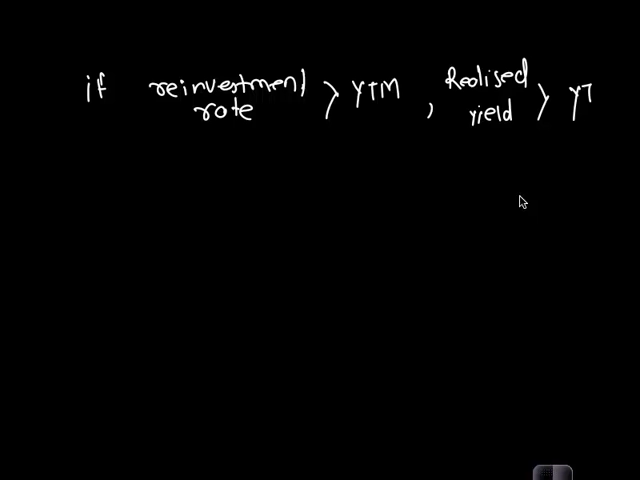 if reinvestment > YTM, Realised > YT
rate yield